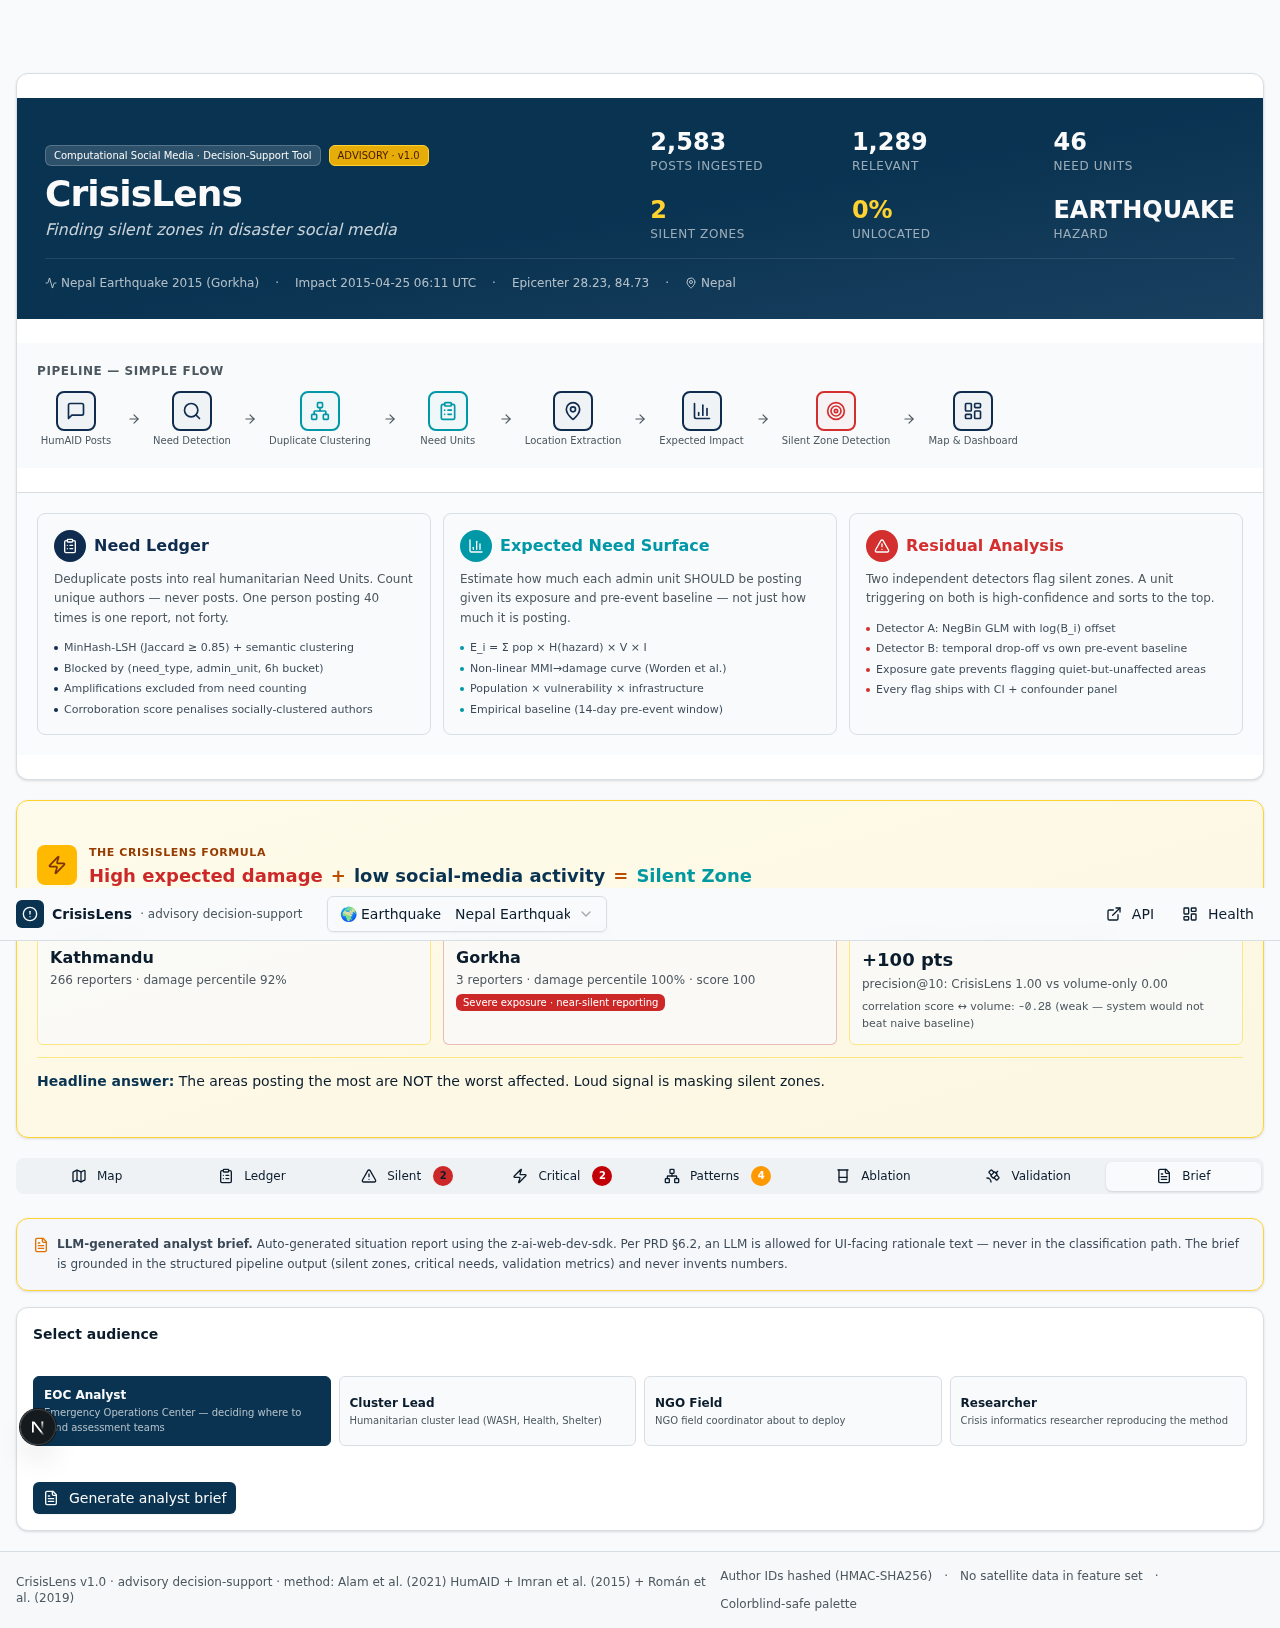 Computational Social Media · Decision-Support Tool
ADVISORY · v1.0
CrisisLens
Finding silent zones in disaster social media
2,583
POSTS INGESTED
1,289
RELEVANT
46
NEED UNITS
2
SILENT ZONES
0%
UNLOCATED
EARTHQUAKE
HAZARD
Nepal Earthquake 2015 (Gorkha) · Impact 2015-04-25 06:11 UTC · Epicenter 28.23, 84.73 · Nepal
PIPELINE — SIMPLE FLOW
HumAID Posts
Need Detection
Duplicate Clustering
Need Units
Location Extraction
Expected Impact
Silent Zone Detection
Map & Dashboard
Need Ledger
Deduplicate posts into real humanitarian Need Units. Count
unique authors — never posts. One person posting 40
times is one report, not forty.
MinHash-LSH (Jaccard ≥ 0.85) + semantic clustering
Blocked by (need_type, admin_unit, 6h bucket)
Amplifications excluded from need counting
Corroboration score penalises socially-clustered authors
Expected Need Surface
Estimate how much each admin unit SHOULD be posting
given its exposure and pre-event baseline — not just how
much it is posting.
E_i = Σ pop × H(hazard) × V × I
Non-linear MMI→damage curve (Worden et al.)
Population × vulnerability × infrastructure
Empirical baseline (14-day pre-event window)
Residual Analysis
Two independent detectors flag silent zones. A unit
triggering on both is high-confidence and sorts to the top.
Detector A: NegBin GLM with log(B_i) offset
Detector B: temporal drop-off vs own pre-event baseline
Exposure gate prevents flagging quiet-but-unaffected areas
Every flag ships with CI + confounder panel
THE CRISISLENS FORMULA
High expected damage + low social-media activity = Silent Zone
CrisisLens · advisory decision-support
Earthquake Nepal Earthquak
API
Health
Kathmandu
266 reporters · damage percentile 92%
Gorkha
3 reporters · damage percentile 100% · score 100
Severe exposure · near-silent reporting
+100 pts
precision@10: CrisisLens 1.00 vs volume-only 0.00
correlation score ↔ volume: -0.28 (weak — system would not
beat naive baseline)
Headline answer: The areas posting the most are NOT the worst affected. Loud signal is masking silent zones.
Map
Ledger
Silent 2
Critical 2
Patterns 4
Ablation
Validation
Brief
LLM-generated analyst brief. Auto-generated situation report using the z-ai-web-dev-sdk. Per PRD §6.2, an LLM is allowed for UI-facing rationale text — never in the classification path. The brief
is grounded in the structured pipeline output (silent zones, critical needs, validation metrics) and never invents numbers.
Select audience
EOC Analyst
mergency Operations Center — deciding where to
nd assessment teams
Cluster Lead
Humanitarian cluster lead (WASH, Health, Shelter)
NGO Field
NGO field coordinator about to deploy
Researcher
Crisis informatics researcher reproducing the method
N
Generate analyst brief
CrisisLens v1.0 · advisory decision-support · method: Alam et al. (2021) HumAID + Imran et al. (2015) + Román et
al. (2019)
Author IDs hashed (HMAC-SHA256) · No satellite data in feature set ·
Colorblind-safe palette